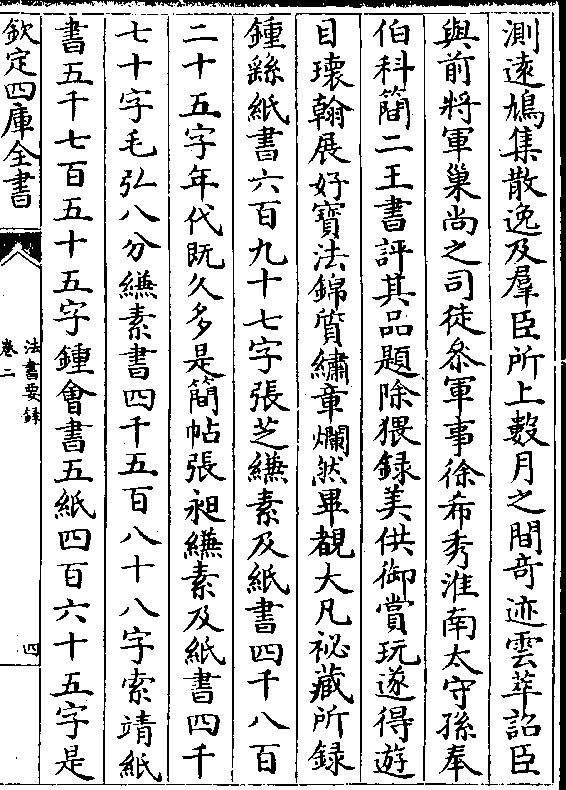 測遠鳩集散逸及羣臣所上數月之間奇迹雲萃詔臣
與前將軍巢尚之司徒叅軍事徐希秀淮南太守孫奉
伯科簡二王書評其品題除猥録美供御賞玩遂得遊
目瓌翰展好寶法錦質繡章爛然畢覩大凡祕藏所録
鍾繇紙書六百九十七字張芝縑素及紙書四千八百
二十五字年代既久多是簡帖張昶縑素及紙書四千
七十字毛弘八分縑素書四千五百八十八字索靖紙
書五千七百五十五字鍾會書五紙四百六十五字是
欽定四庫全書
法書要録
卷二
四